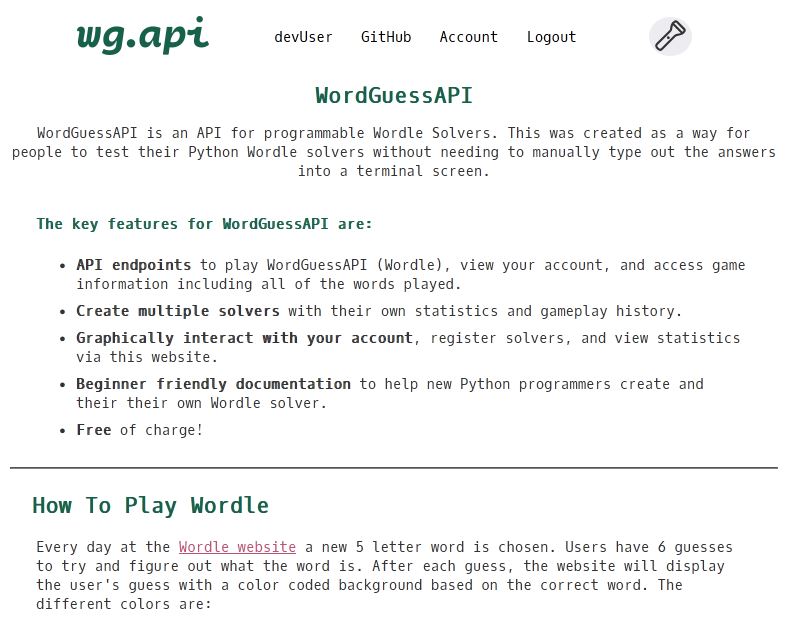 wg.api
devUser GitHub Account Logout
WordGuessAPI
WordGuessAPI is an API for programmable Wordle Solvers. This was created as a way for
people to test their Python Wordle solvers without needing to manually type out the answers
into a terminal screen.
The key features for WordGuessAPI are:
• API endpoints to play WordGuessAPI (Wordle), view your account, and access game
information including all of the words played.
• Create multiple solvers with their own statistics and gameplay history.
• Graphically interact with your account, register solvers, and view statistics
via this website.
• Beginner friendly documentation to help new Python programmers create and
their their own Wordle solver.
• Free of charge!
How To Play Wordle
Every day at the Wordle website a new 5 letter word is chosen. Users have 6 guesses
to try and figure out what the word is. After each guess, the website will display
the user's guess with a color coded background based on the correct word. The
different colors are: